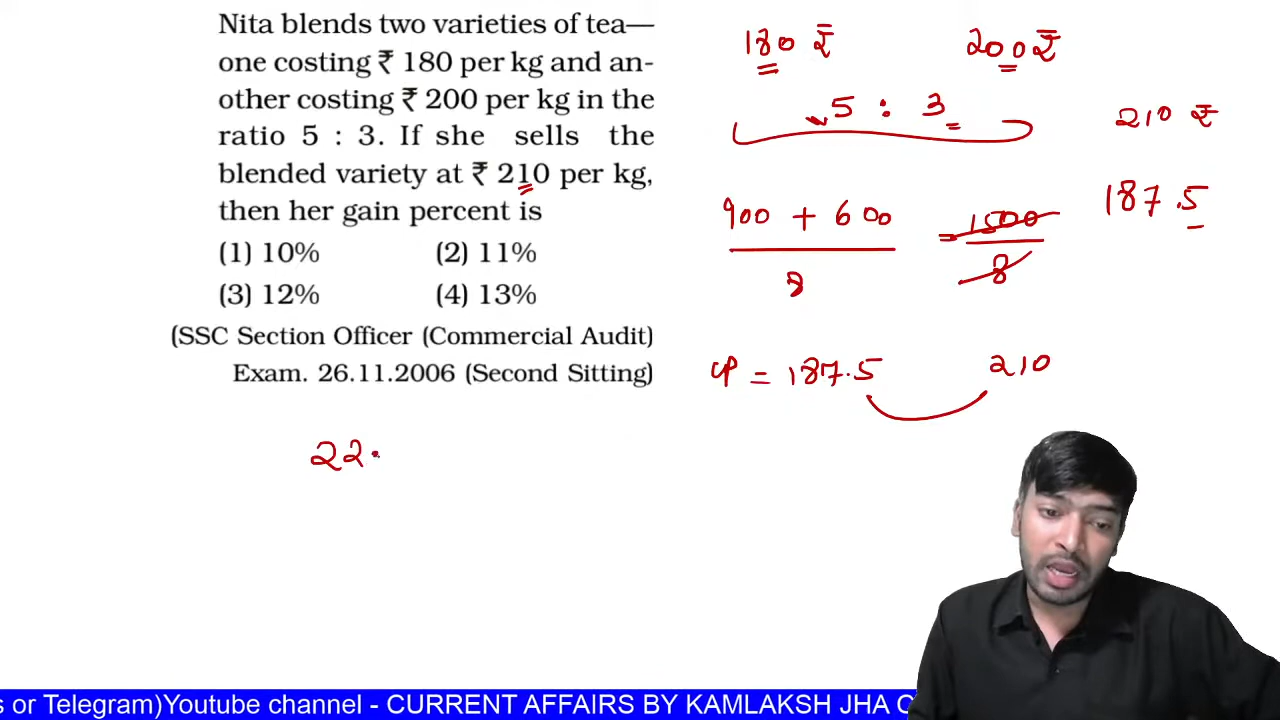 Nita blends two varieties of tea—
one costing ₹ 180 per kg and an-
other costing ₹ 200 per kg in the
ratio 5 : 3. If she sells the
blended variety at ₹ 210 per kg,
then her gain percent is
(1) 10% (2) 11%
(3) 12% (4) 13%
(SSC Section Officer (Commercial Audit)
Exam. 26.11.2006 (Second Sitting)
22.
180 ₹ 200 ₹
5 : 3
210 ₹
900 + 600 = 1500
8 8
187.5
CP = 187.5 210
s or Telegram)Youtube channel - CURRENT AFFAIRS BY KAMLAKSH JHA C